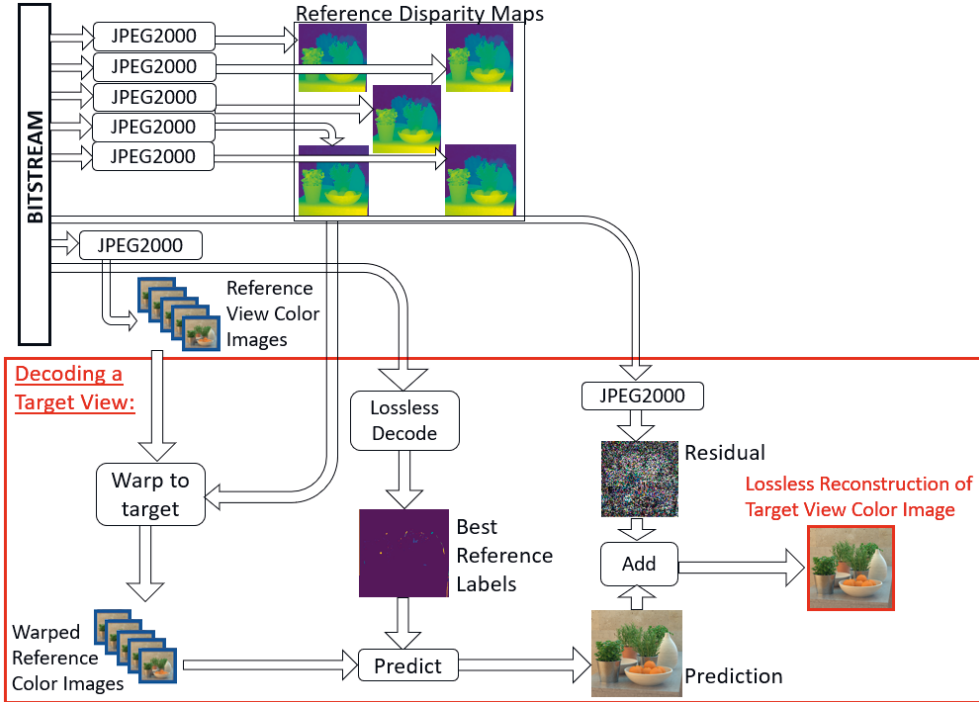 Reference Disparity Maps
BITSTREAM
JPEG2000
JPEG2000
JPEG2000
JPEG2000
JPEG2000
JPEG2000
Reference
View Color
Images
Decoding a
Target View:
Lossless
Decode
JPEG2000
Warp to
target
Residual
Lossless Reconstruction of
Target View Color Image
Best
Reference
Labels
Add
Warped
Reference
Color Images
Predict
Prediction